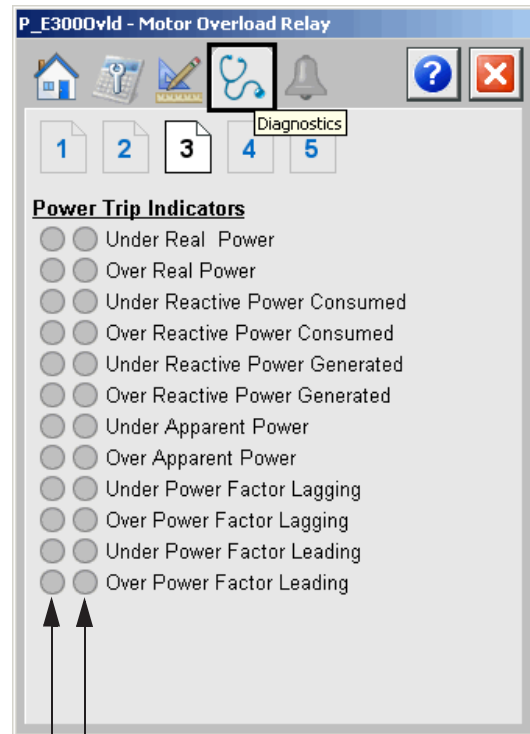 P_E300Ovld - Motor Overload Relay
?
Diagnostics
1 2 3 4 5
Power Trip Indicators
Under Real Power
Over Real Power
Under Reactive Power Consumed
Over Reactive Power Consumed
Under Reactive Power Generated
Over Reactive Power Generated
Under Apparent Power
Over Apparent Power
Under Power Factor Lagging
Over Power Factor Lagging
Under Power Factor Leading
Over Power Factor Leading